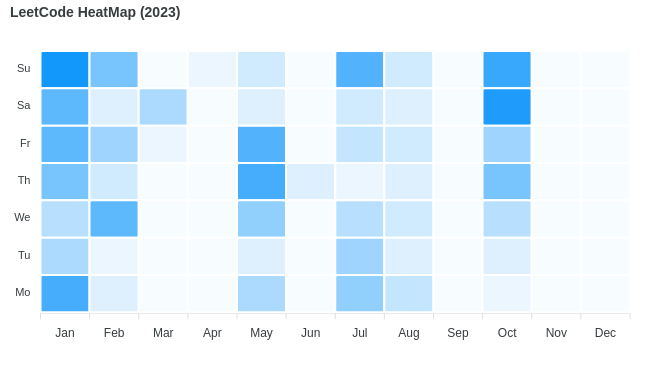 LeetCode HeatMap (2023)
Su
Sa
Fr
Th
We
Tu
Mo
Jan Feb Mar Apr May Jun Jul Aug Sep Oct Nov Dec